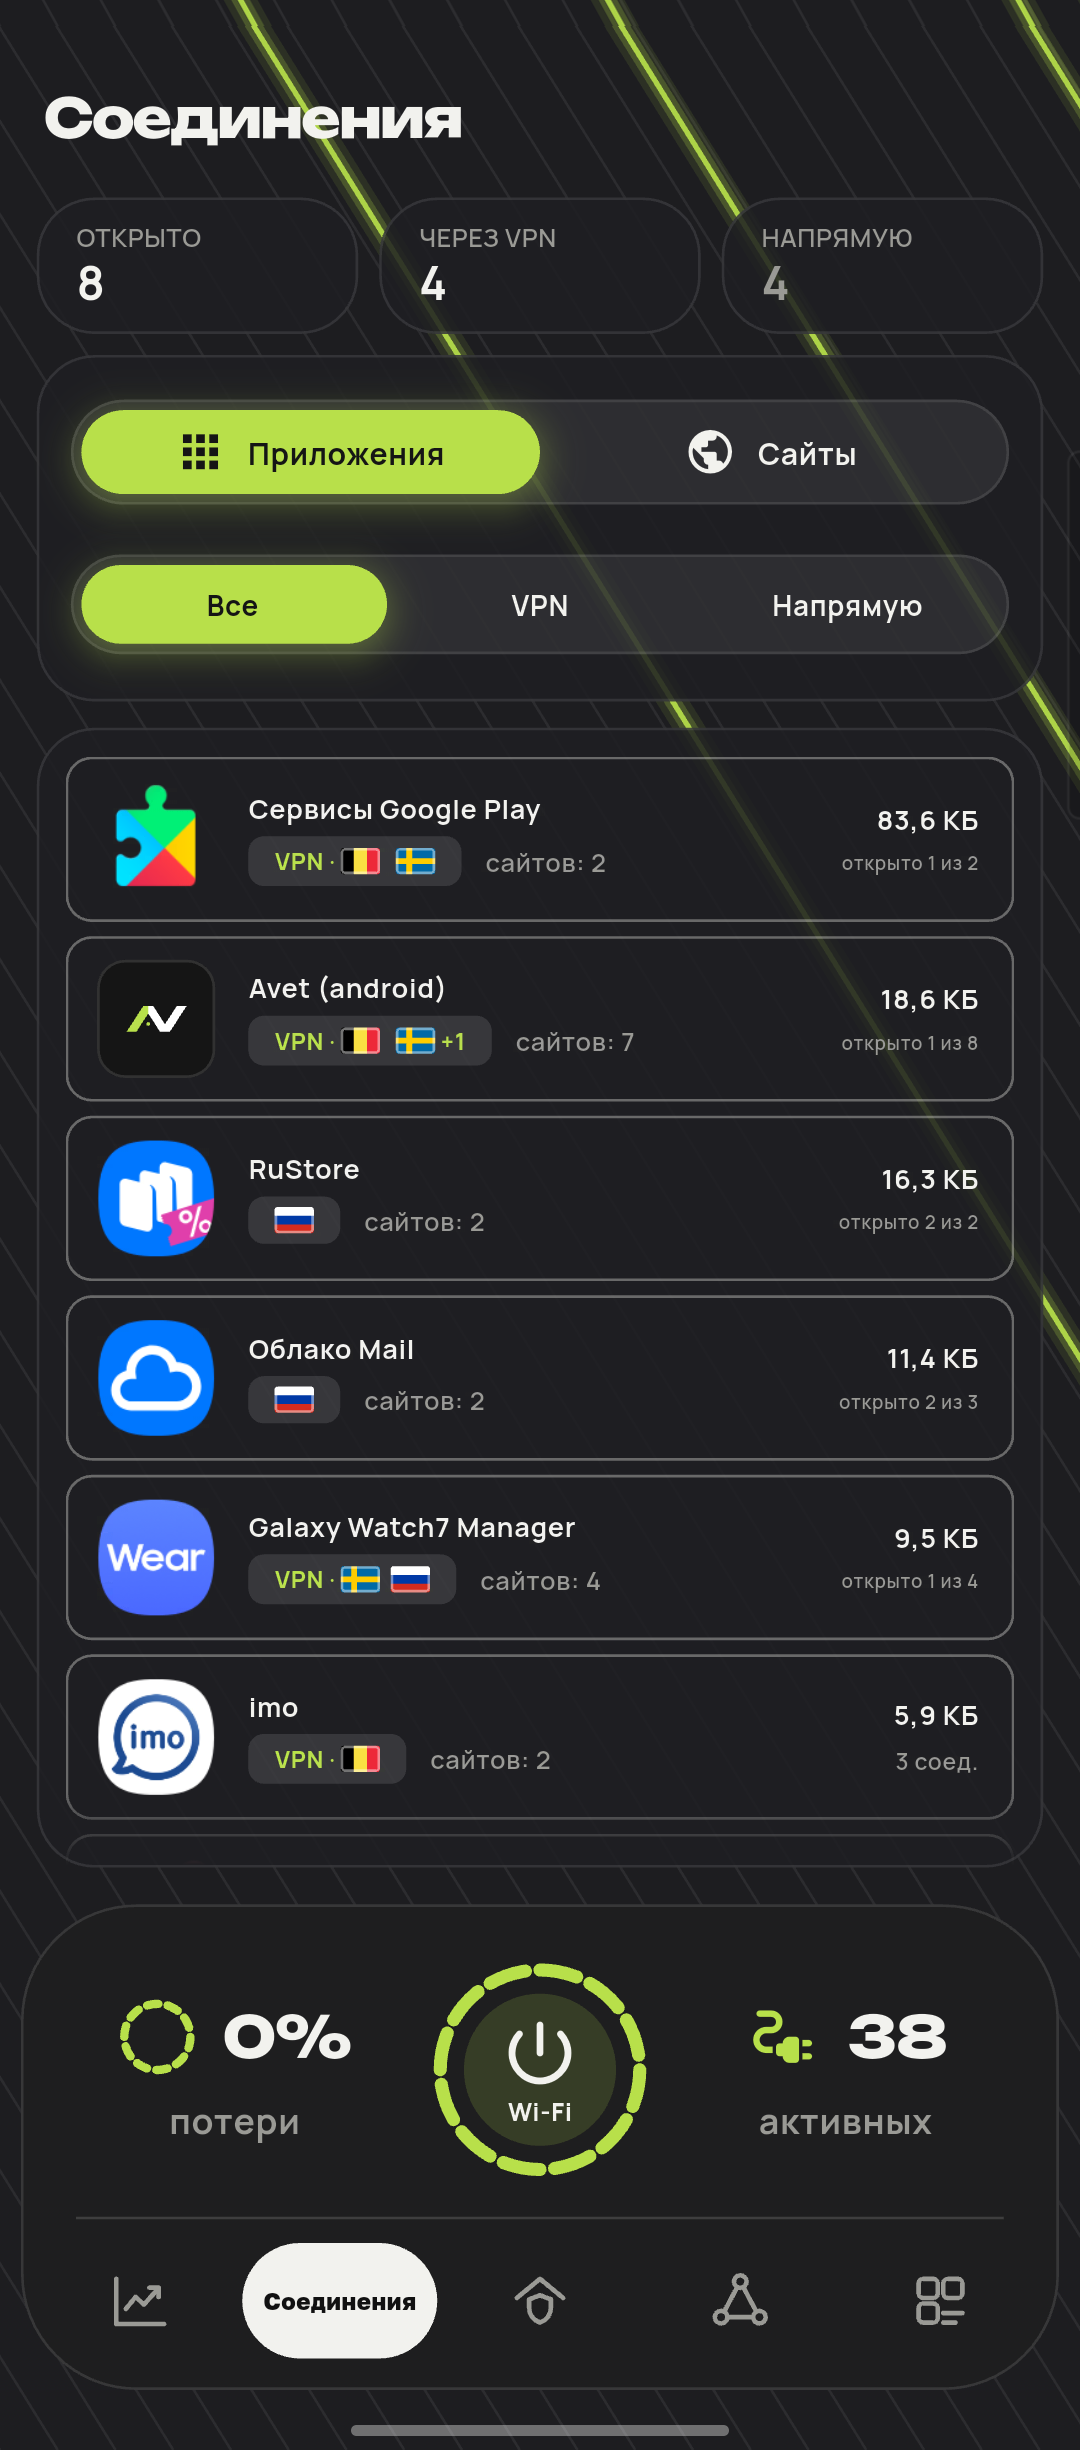 Соединения
ОТКРЫТО
8
ЧЕРЕЗ VPN
4
НАПРЯМУЮ
4
Приложения
Сайты
Все
VPN
Напрямую
Сервисы Google Play
83,6 КБ
VPN ·
сайтов: 2
открыто 1 из 2
Avet (android)
18,6 КБ
VPN ·
+1
сайтов: 7
открыто 1 из 8
RuStore
16,3 КБ
%
сайтов: 2
открыто 2 из 2
Облако Mail
11,4 КБ
сайтов: 2
открыто 2 из 3
Wear
Galaxy Watch7 Manager
9,5 КБ
VPN ·
сайтов: 4
открыто 1 из 4
imo
imo
5,9 КБ
VPN ·
сайтов: 2
3 соед.
0%
потери
Wi-Fi
38
активных
Соединения